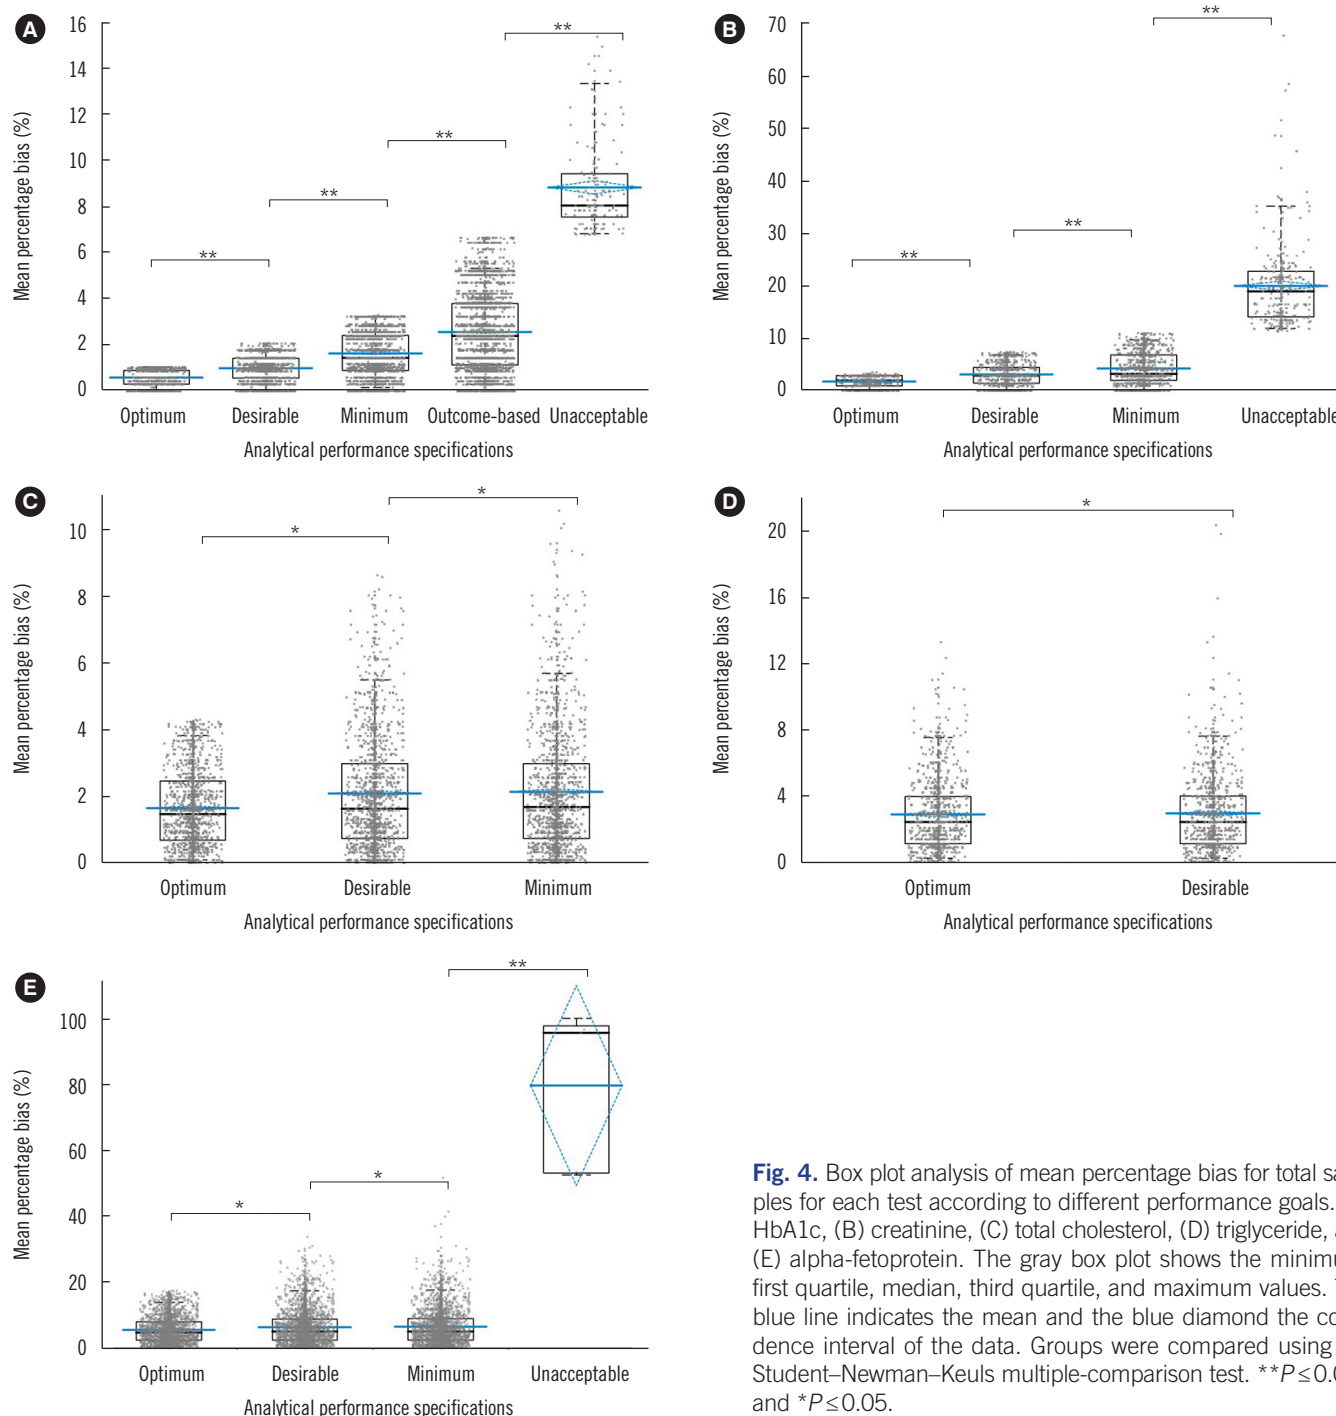 A
Mean percentage bias (%)
16
14
12
10
8
6
4
2
0
**
**
**
**
Optimum Desirable Minimum Outcome-based Unacceptable
Analytical performance specifications
B
Mean percentage bias (%)
70
60
50
40
30
20
10
0
**
**
**
Optimum Desirable Minimum Unacceptable
Analytical performance specifications
C
Mean percentage bias (%)
10
8
6
4
2
0
*
*
Optimum Desirable Minimum
Analytical performance specifications
D
Mean percentage bias (%)
20
16
12
8
4
0
*
Optimum Desirable
Analytical performance specifications
E
Mean percentage bias (%)
100
80
60
40
20
0
*
*
**
Optimum Desirable Minimum Unacceptable
Analytical performance specifications
Fig. 4. Box plot analysis of mean percentage bias for total
ples for each test according to different performance goals.
HbA1c, (B) creatinine, (C) total cholesterol, (D) triglyceride,
(E) alpha-fetoprotein. The gray box plot shows the
first quartile, median, third quartile, and maximum values.
blue line indicates the mean and the blue diamond the
dence interval of the data. Groups were compared using
Student–Newman–Keuls multiple-comparison test. **P≤
and *P≤0.05.